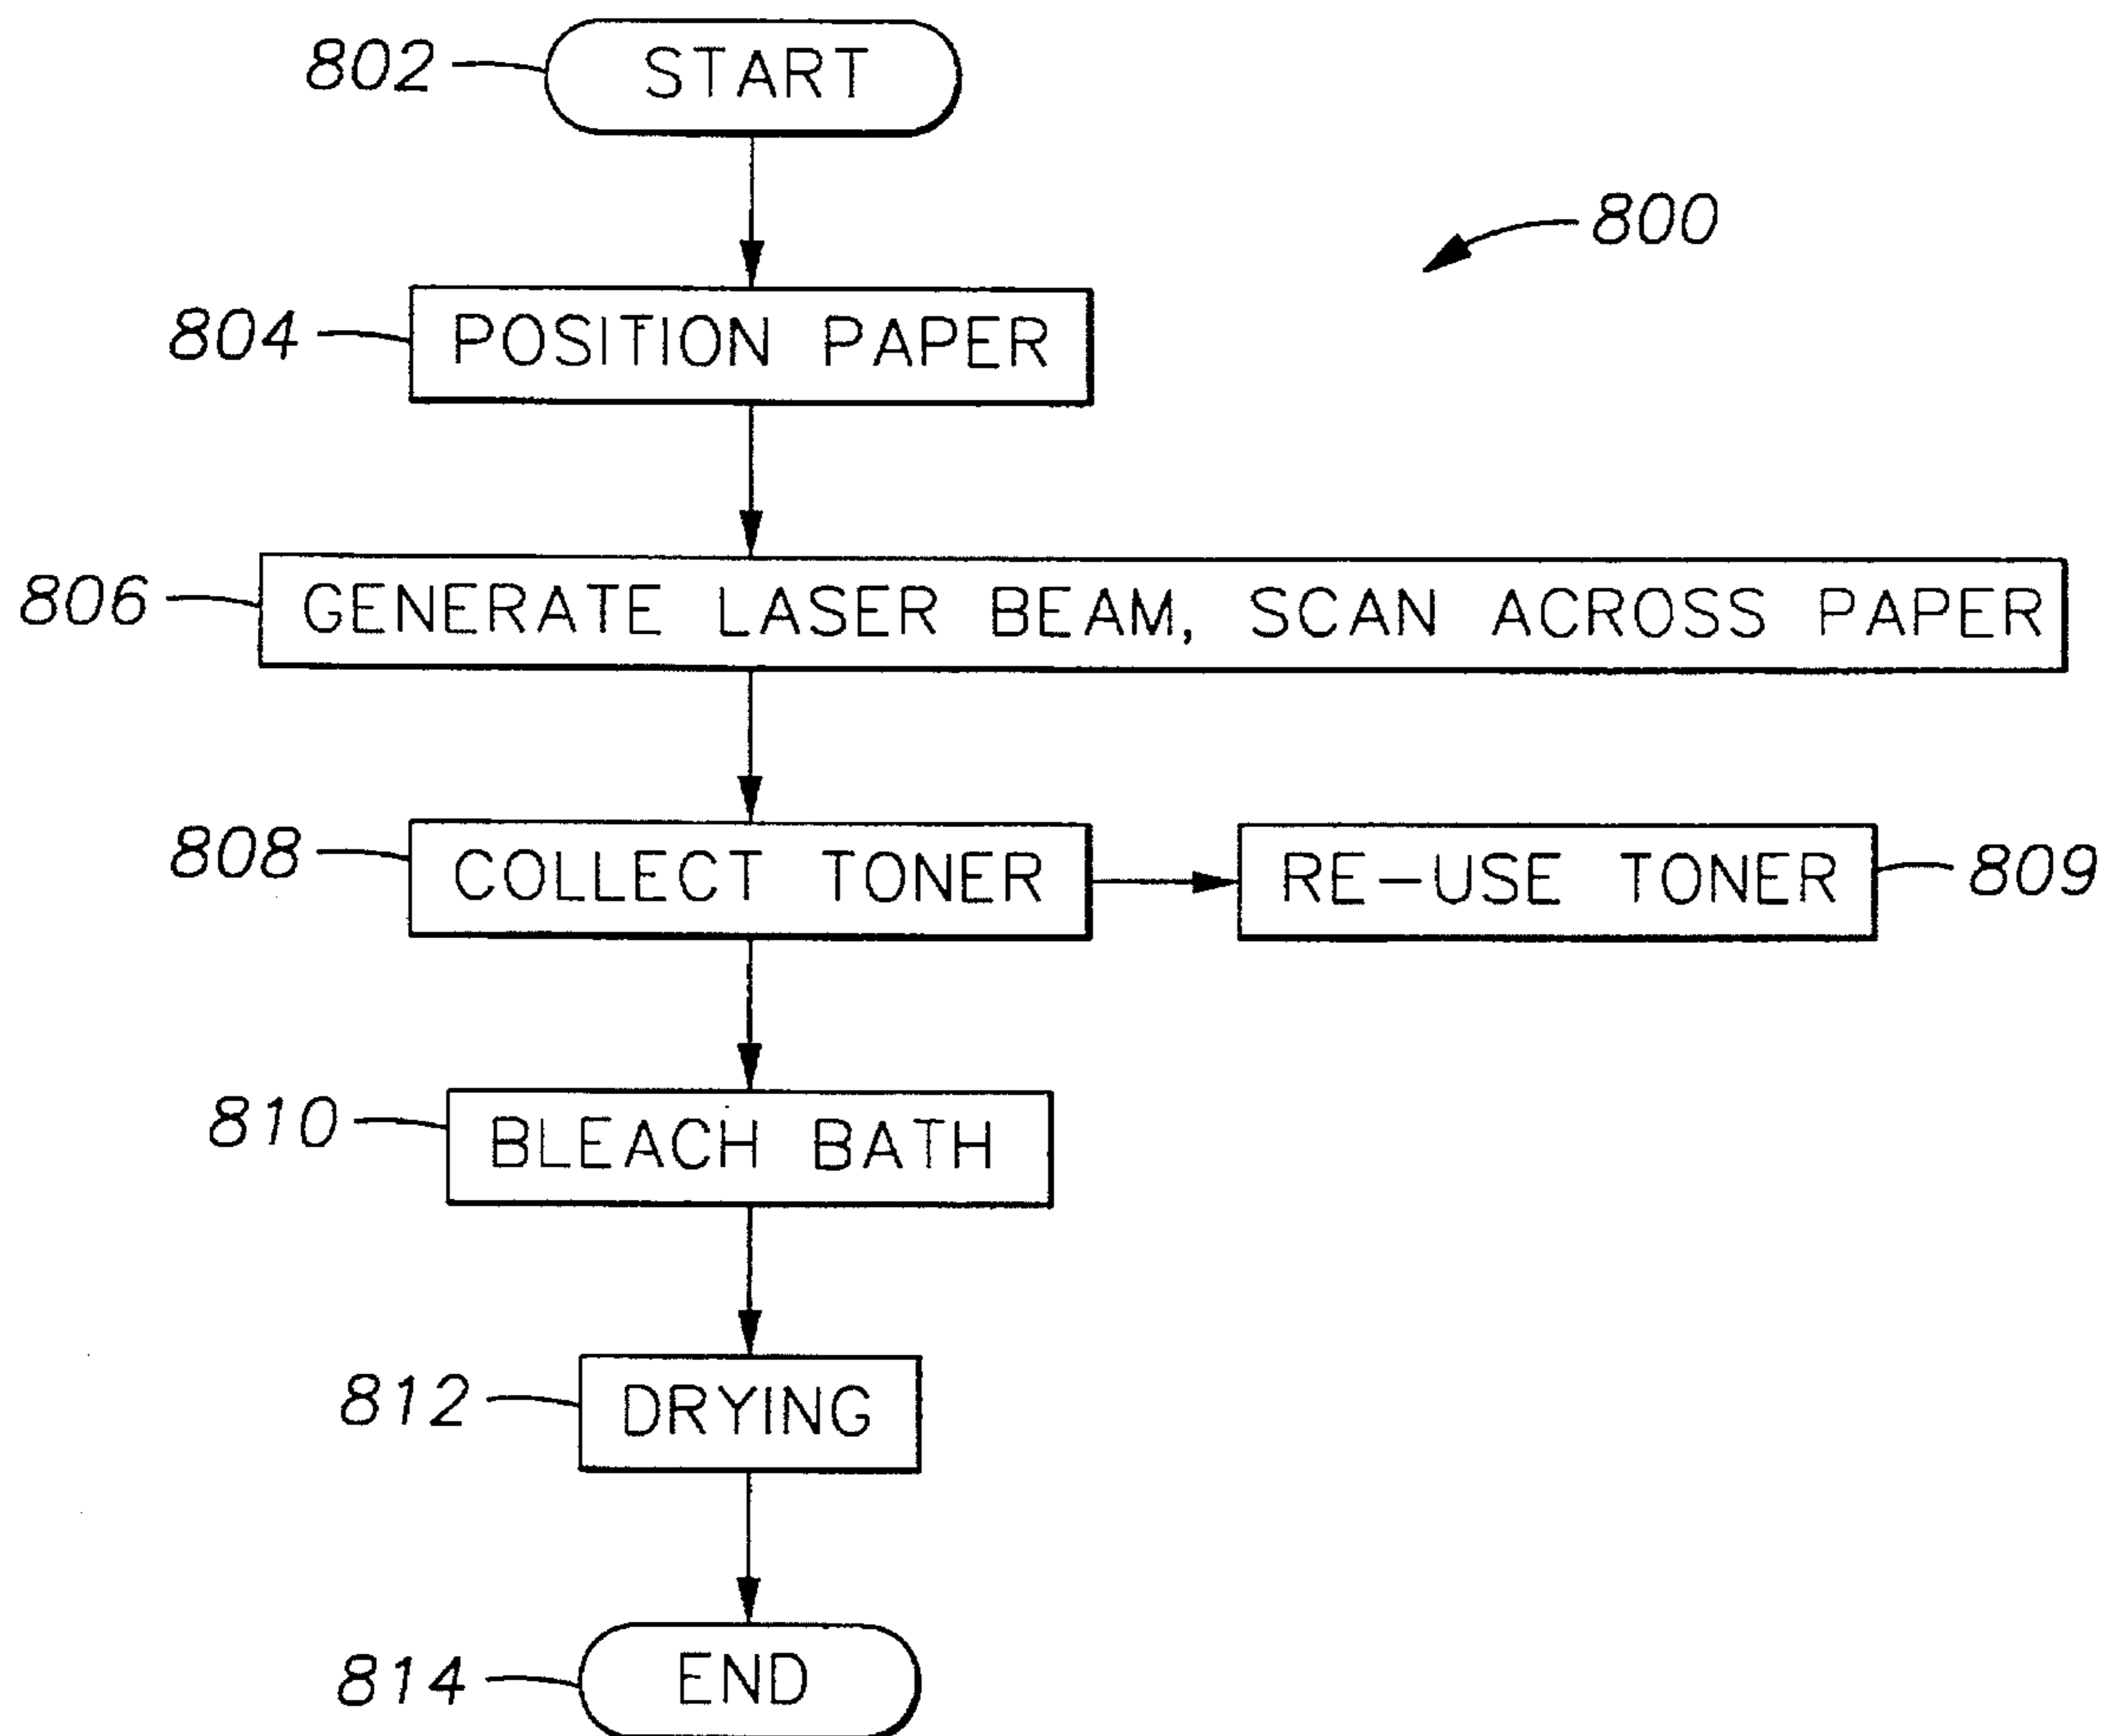 802 START
800
804 POSITION PAPER
806 GENERATE LASER BEAM, SCAN ACROSS PAPER
808 COLLECT TONER RE-USE TONER 809
810 BLEACH BATH
812 DRYING
814 END